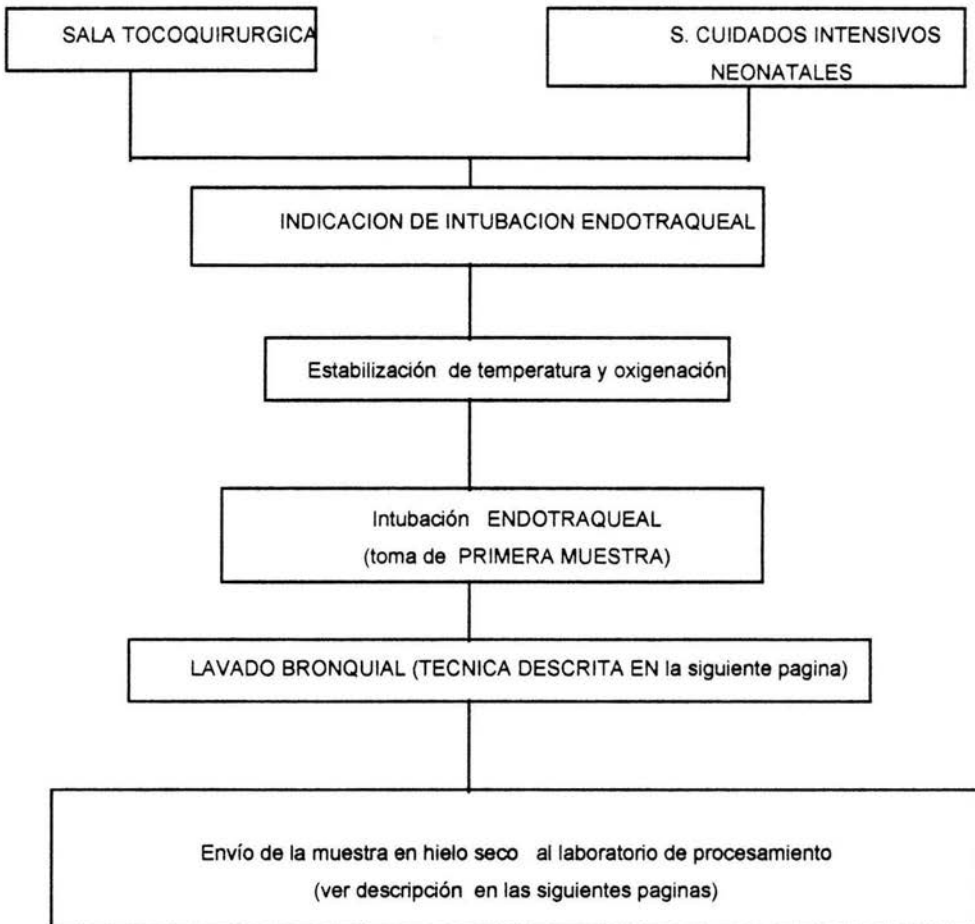 SALA TOCOQUIRURGICA
S. CUIDADOS INTENSIVOS
NEONATALES
INDICACION DE INTUBACION ENDOTRAQUEAL
Estabilización de temperatura y oxigenación
Intubación ENDOTRAQUEAL
(toma de PRIMERA MUESTRA)
LAVADO BRONQUIAL (TECNICA DESCRITA EN la siguiente pagina)
Envío de la muestra en hielo seco al laboratorio de procesamiento
(ver descripción en las siguientes paginas)